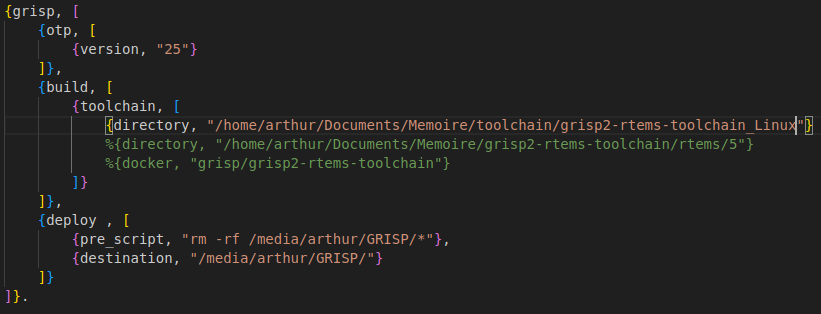 {grisp, [
    {otp, [
        {version, "25"}
    ]},
    {build, [
        {toolchain, [
            {directory, "/home/arthur/Documents/Memoire/toolchain/grisp2-rtems-toolchain_Linux"}
            %{directory, "/home/arthur/Documents/Memoire/grisp2-rtems-toolchain/rtems/5"}
            %{docker, "grisp/grisp2-rtems-toolchain"}
        ]}
    ]},
    {deploy , [
        {pre_script, "rm -rf /media/arthur/GRISP/*"},
        {destination, "/media/arthur/GRISP/"}
    ]}
]}.